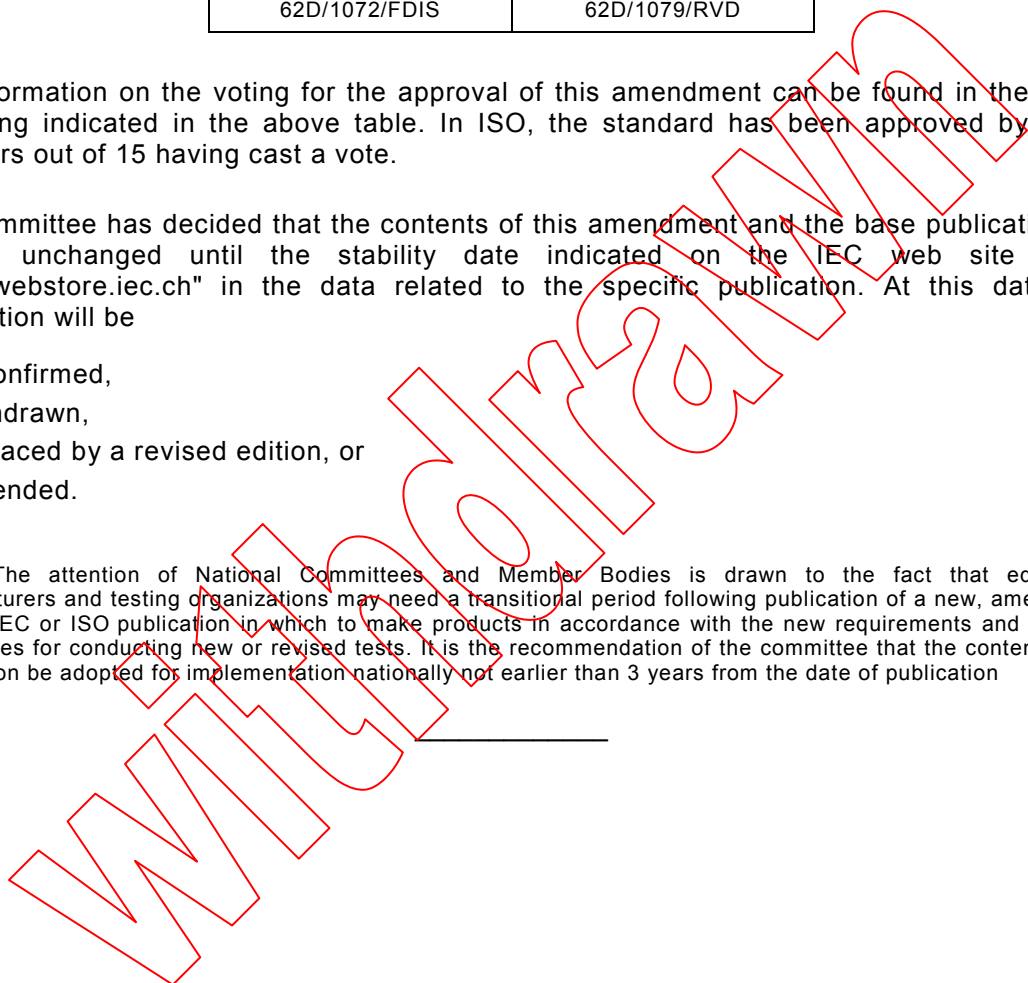 62D/1072/FDIS 62D/1079/RVD
ormation on the voting for the approval of this amendment can be found in the
ng indicated in the above table. In ISO, the standard has been approved by
rs out of 15 having cast a vote.
mmittee has decided that the contents of this amendment and the base publicati
unchanged until the stability date indicated on the IEC web site
webstore.iec.ch" in the data related to the specific publication. At this dat
tion will be
onfirmed,
hdrawn,
laced by a revised edition, or
ended.
The attention of National Committees and Member Bodies is drawn to the fact that eq
turers and testing organizations may need a transitional period following publication of a new, ame
EC or ISO publication in which to make products in accordance with the new requirements and
es for conducting new or revised tests. It is the recommendation of the committee that the conten
on be adopted for implementation nationally not earlier than 3 years from the date of publication
withdrawn